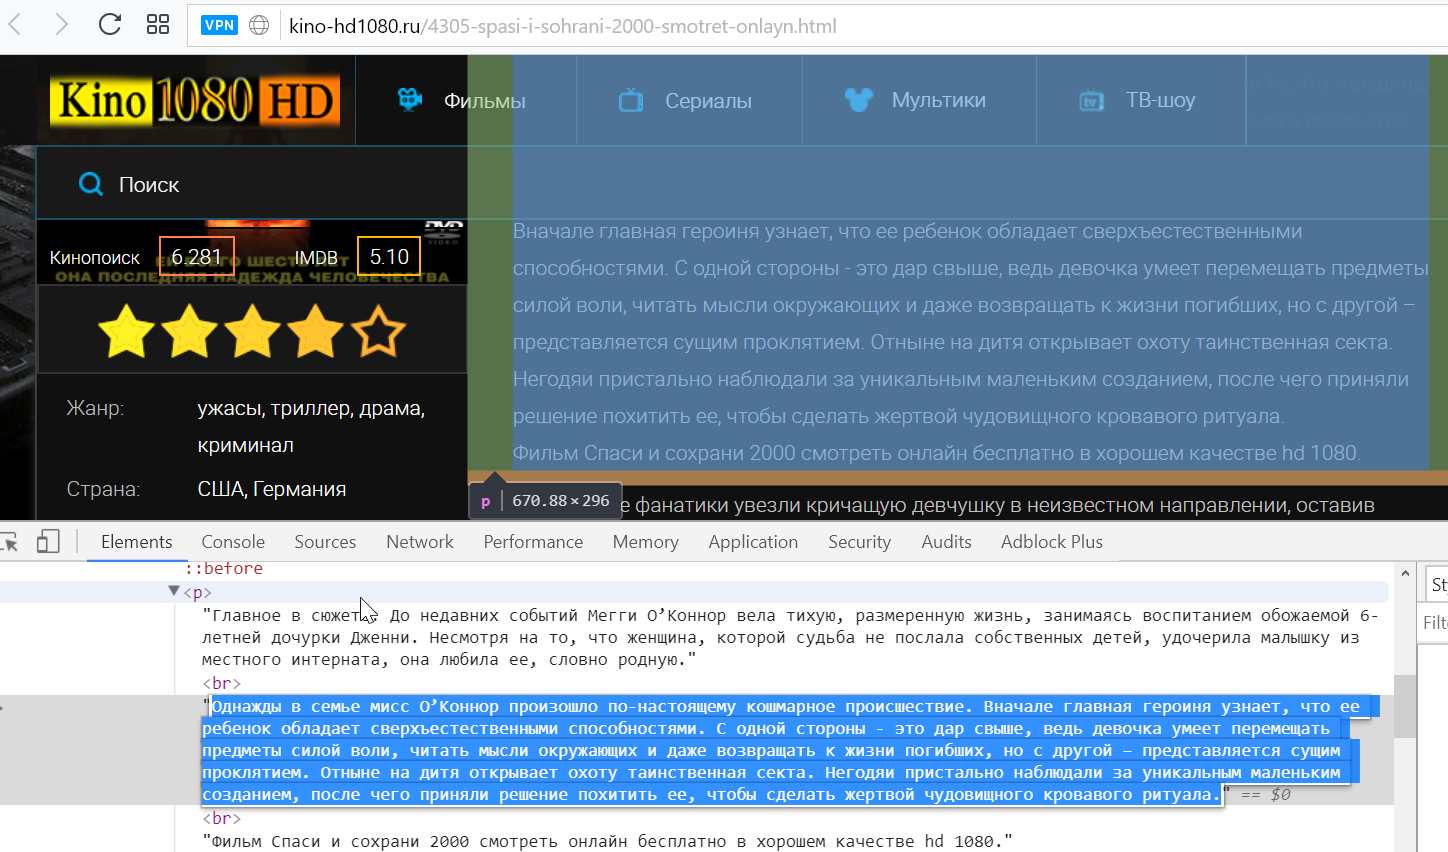 VPN kino-hd1080.ru/4305-spasi-i-sohrani-2000-smotret-onlayn.html
Kino 1080 HD
Фильмы
Сериалы
Мультики
ТВ-шоу
Поиск
DVD
VIDEO
Кинопоиск 6.281 IMDB 5.10
ОНА ПОСЛЕДНЯЯ НАДЕЖДА ЧЕЛОВЕЧЕСТВА
Жанр: ужасы, триллер, драма,
криминал
Страна: США, Германия
Вначале главная героиня узнает, что ее ребенок обладает сверхъестественными
способностями. С одной стороны - это дар свыше, ведь девочка умеет перемещать предметы
силой воли, читать мысли окружающих и даже возвращать к жизни погибших, но с другой –
представляется сущим проклятием. Отныне на дитя открывает охоту таинственная секта.
Негодяи пристально наблюдали за уникальным маленьким созданием, после чего приняли
решение похитить ее, чтобы сделать жертвой чудовищного кровавого ритуала.
Фильм Спаси и сохрани 2000 смотреть онлайн бесплатно в хорошем качестве hd 1080.
p | 670.88 × 296
е фанатики увезли кричащую девчушку в неизвестном направлении, оставив
Elements Console Sources Network Performance Memory Application Security Audits Adblock Plus
::before
<p>
"Главное в сюжет До недавних событий Мегги О’Коннор вела тихую, размеренную жизнь, занимаясь воспитанием обожаемой 6-
летней дочурки Дженни. Несмотря на то, что женщина, которой судьба не послала собственных детей, удочерила малышку из
местного интерната, она любила ее, словно родную."
<br>
"Однажды в семье мисс О’Коннор произошло по-настоящему кошмарное происшествие. Вначале главная героиня узнает, что ее
ребенок обладает сверхъестественными способностями. С одной стороны - это дар свыше, ведь девочка умеет перемещать
предметы силой воли, читать мысли окружающих и даже возвращать к жизни погибших, но с другой – представляется сущим
проклятием. Отныне на дитя открывает охоту таинственная секта. Негодяи пристально наблюдали за уникальным маленьким
созданием, после чего приняли решение похитить ее, чтобы сделать жертвой чудовищного кровавого ритуала." == $0
<br>
"Фильм Спаси и сохрани 2000 смотреть онлайн бесплатно в хорошем качестве hd 1080."
Sty
Filte